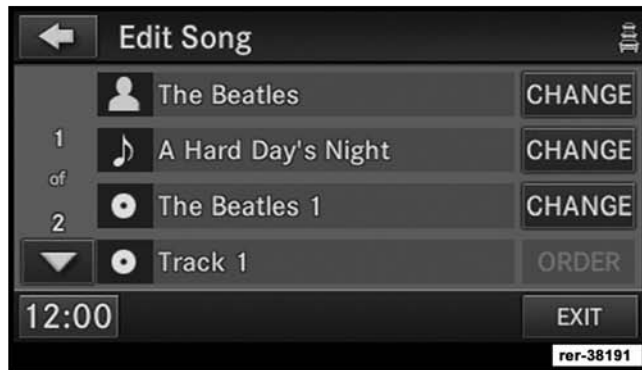 Edit Song
The Beatles CHANGE
1 of 2
A Hard Day's Night CHANGE
The Beatles 1 CHANGE
Track 1 ORDER
12:00 EXIT
rer-38191